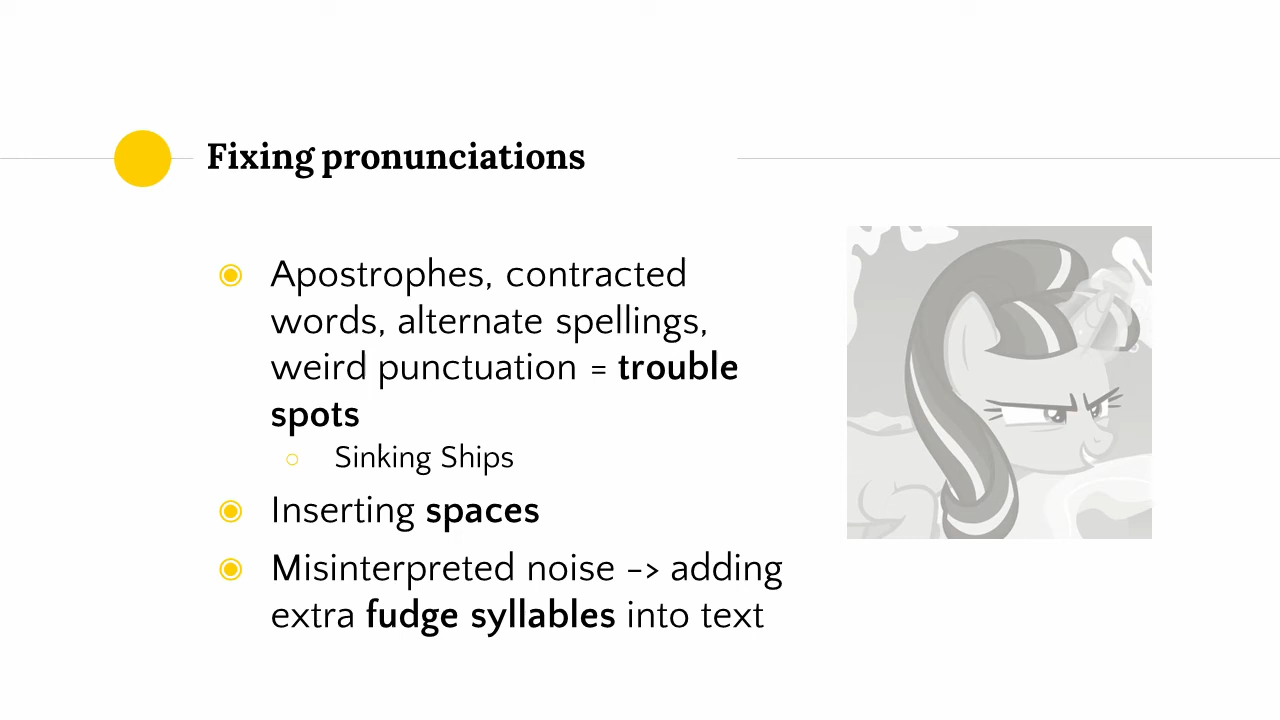 Fixing pronunciations
Apostrophes, contracted
words, alternate spellings,
weird punctuation = trouble
spots
Sinking Ships
Inserting spaces
Misinterpreted noise -> adding
extra fudge syllables into text